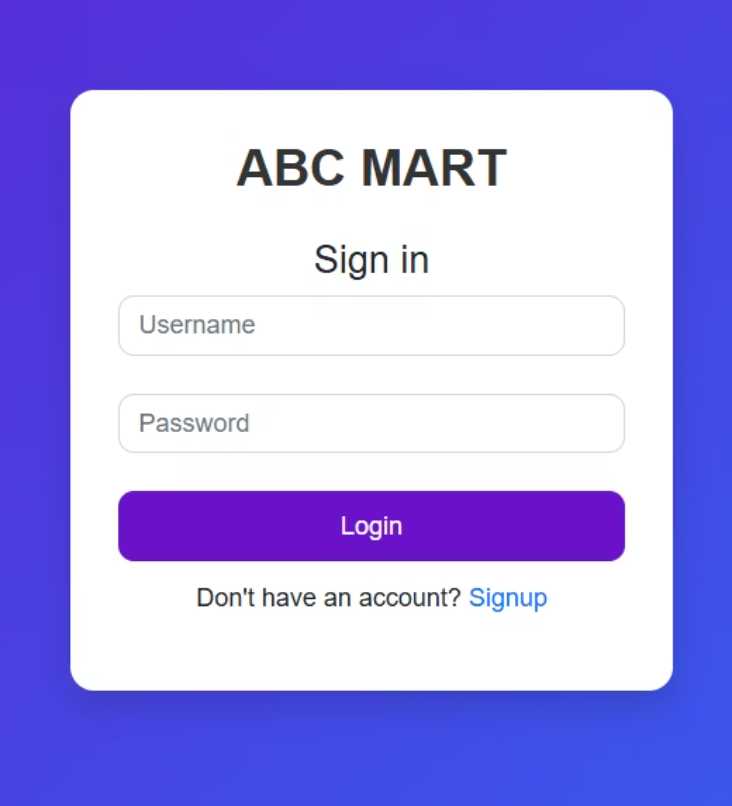 ABC MART
Sign in
Username
Password
Login
Don't have an account? Signup